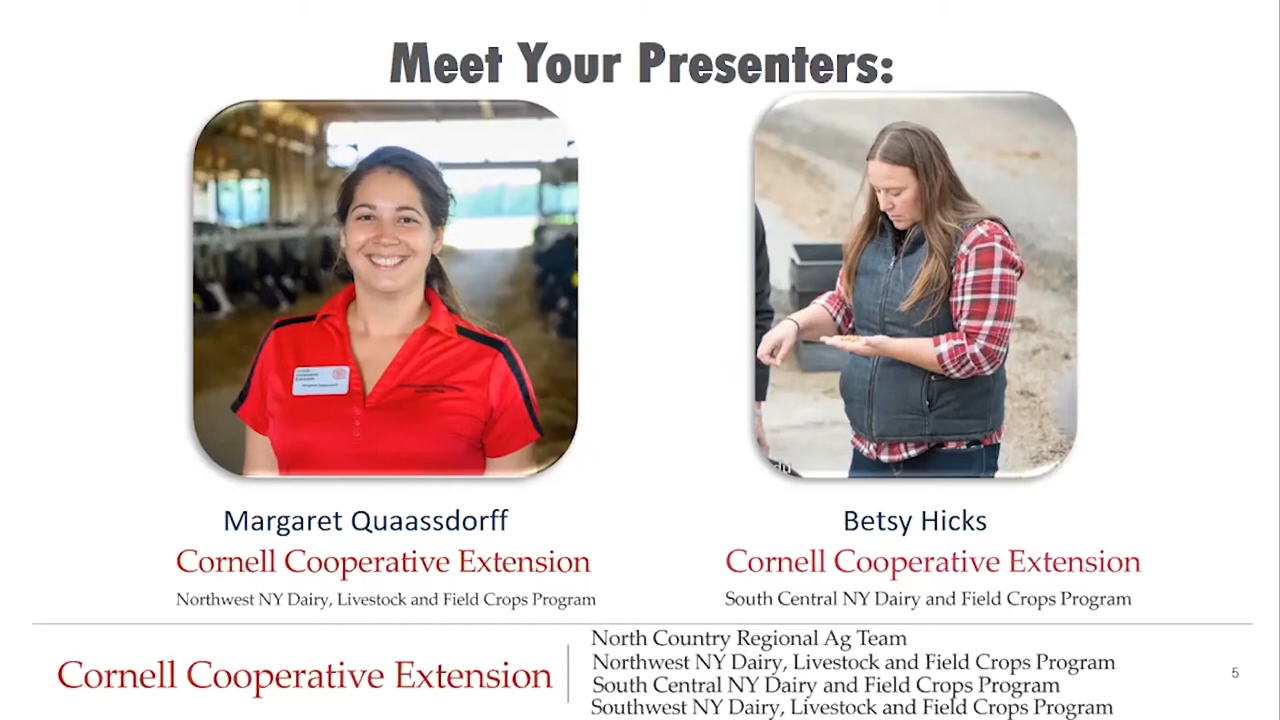 Meet Your Presenters:
Margaret Quaassdorff
Cornell Cooperative Extension
Northwest NY Dairy, Livestock and Field Crops Program
Betsy Hicks
Cornell Cooperative Extension
South Central NY Dairy and Field Crops Program
Cornell Cooperative Extension
North Country Regional Ag Team
Northwest NY Dairy, Livestock and Field Crops Program
South Central NY Dairy and Field Crops Program
Southwest NY Dairy, Livestock and Field Crops Program
5